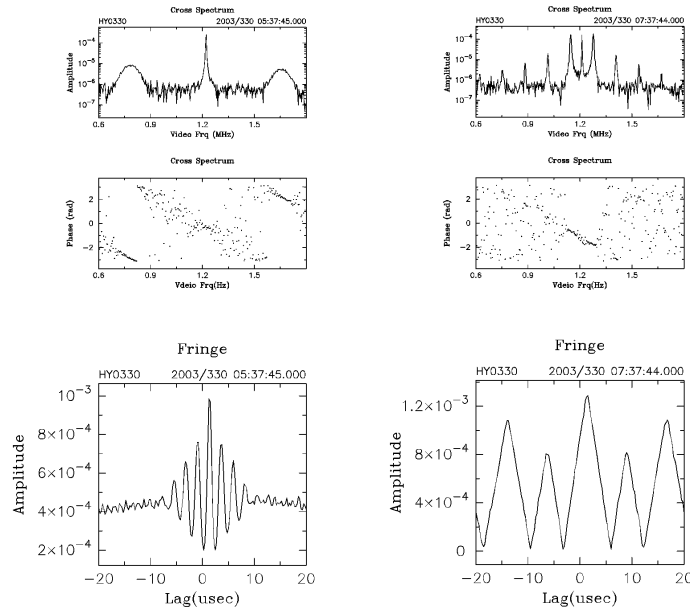 Cross Spectrum
HY0330 2003/330 05:37:45.000
Amplitude
10⁻⁴
10⁻⁵
10⁻⁶
10⁻⁷
0.6 0.9 1.2 1.5
Video Frq (MHz)
Cross Spectrum
HY0330 2003/330 07:37:44.000
Amplitude
10⁻⁴
10⁻⁵
10⁻⁶
10⁻⁷
0.6 0.9 1.2 1.5
Video Frq (MHz)
Cross Spectrum
Phase (rad)
2
0
−2
0.6 0.9 1.2 1.5
Vdeio Frq(Hz)
Cross Spectrum
Phase (rad)
2
0
−2
0.6 0.9 1.2 1.5
Vdeio Frq(Hz)
Fringe
HY0330 2003/330 05:37:45.000
Amplitude
10⁻³
8×10⁻⁴
6×10⁻⁴
4×10⁻⁴
2×10⁻⁴
−20 −10 0 10 20
Lag(usec)
Fringe
HY0330 2003/330 07:37:44.000
Amplitude
1.2×10⁻³
8×10⁻⁴
4×10⁻⁴
0
−20 −10 0 10 20
Lag(usec)